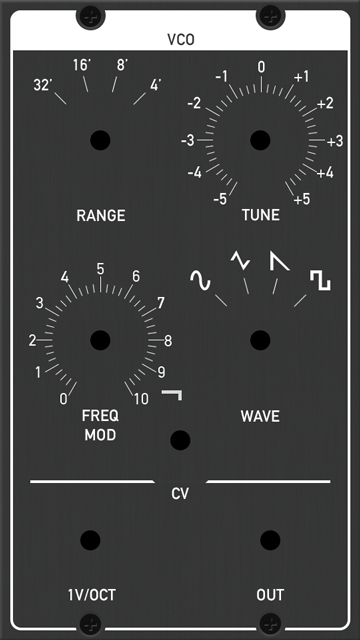 VCO
32' 16' 8' 4'
-5 -4 -3 -2 -1 0 +1 +2 +3 +4 +5
RANGE
TUNE
0 1 2 3 4 5 6 7 8 9 10
FREQ
MOD
WAVE
CV
1V/OCT
OUT